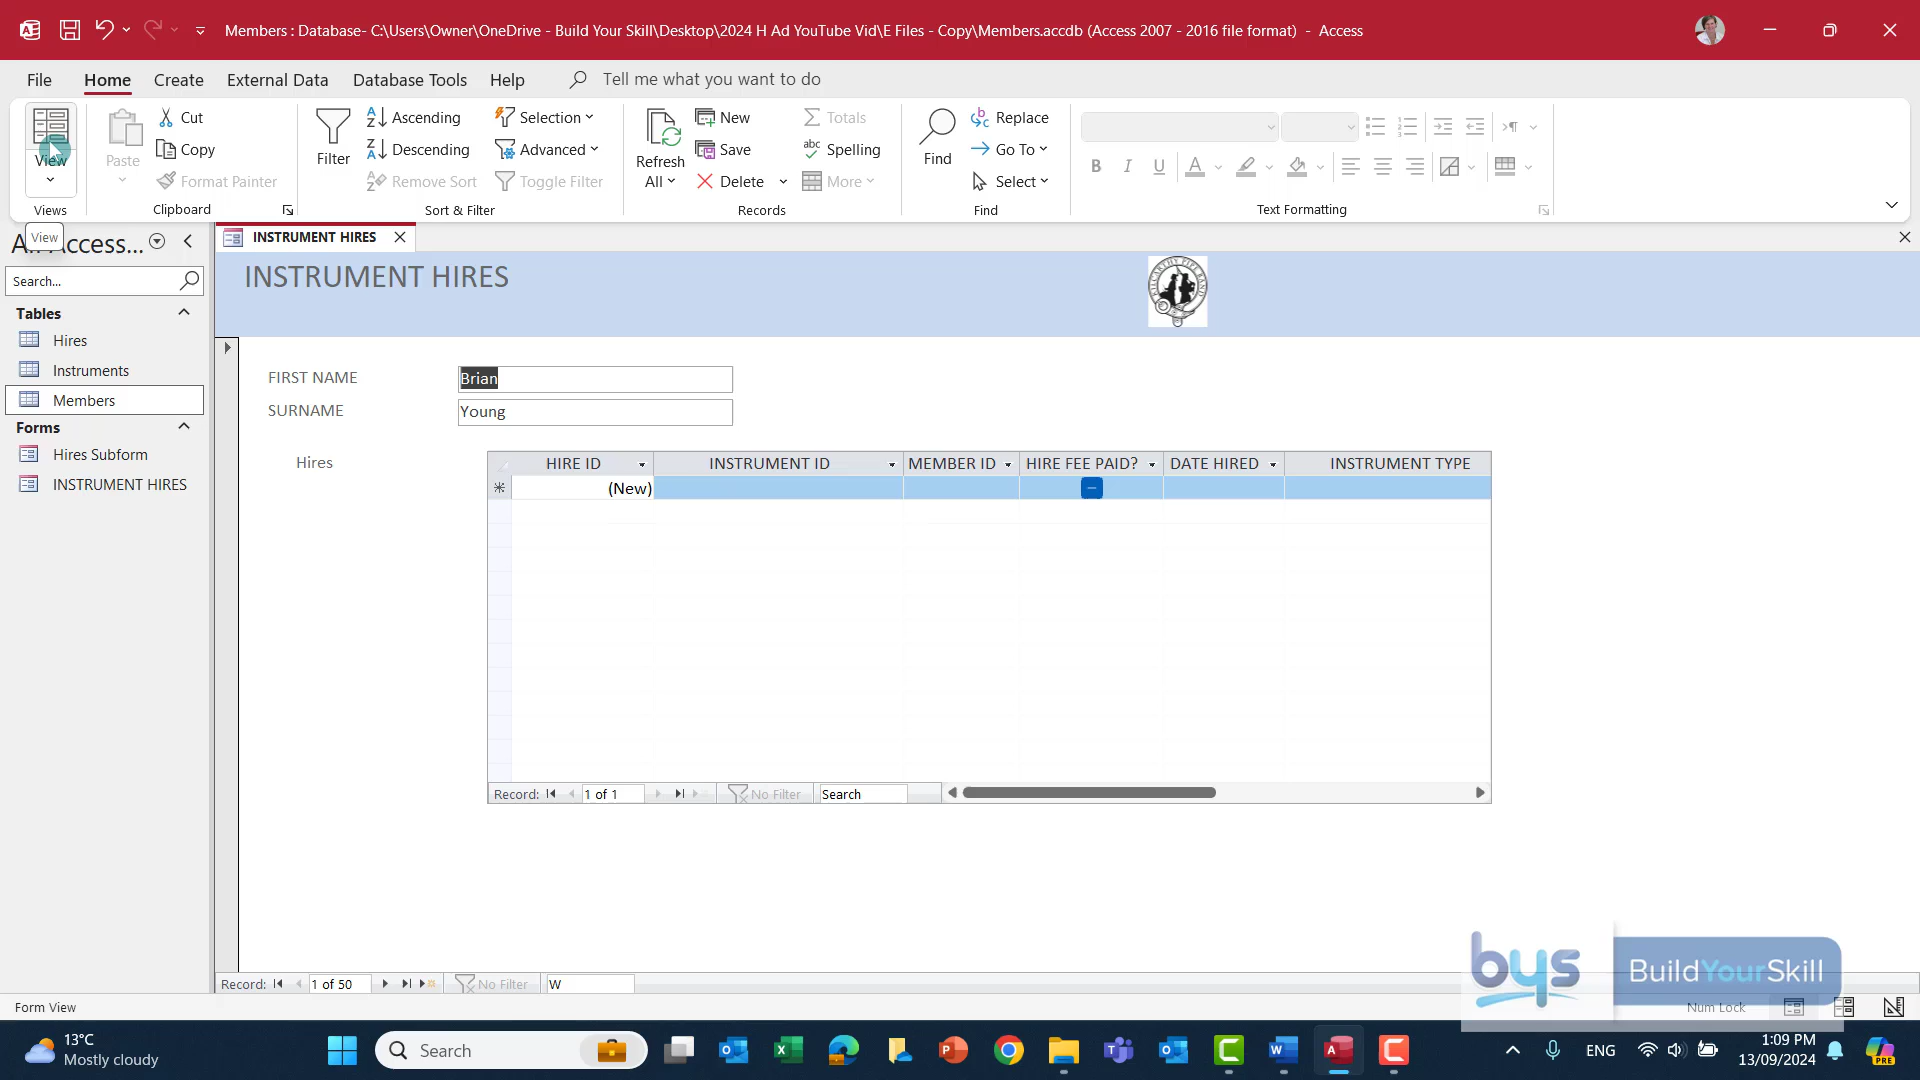 Members : Database- C:\Users\Owner\OneDrive - Build Your Skill\Desktop\2024 H Ad YouTube Vid\E Files - Copy\Members.accdb (Access 2007 - 2016 file format) - Access
File Home Create External Data Database Tools Help Tell me what you want to do
View
Views
View
Paste
Cut
Copy
Format Painter
Clipboard
Filter
Ascending
Descending
Remove Sort
Selection
Advanced
Toggle Filter
Sort & Filter
Refresh
All
New
Save
Delete
Totals
Spelling
More
Records
Find
Replace
Go To
Select
Find
B I U
Text Formatting
Access...
Search...
Tables
Hires
Instruments
Members
Forms
Hires Subform
INSTRUMENT HIRES
INSTRUMENT HIRES
INSTRUMENT HIRES
FIRST NAME Brian
SURNAME Young
Hires
HIRE ID INSTRUMENT ID MEMBER ID HIRE FEE PAID? DATE HIRED INSTRUMENT TYPE
(New)
Record: 1 of 1 No Filter Search
Record: 1 of 50 No Filter W
bys BuildYourSkill
Form View Num Lock
13°C
Mostly cloudy
Search
ENG
1:09 PM
13/09/2024
PRE